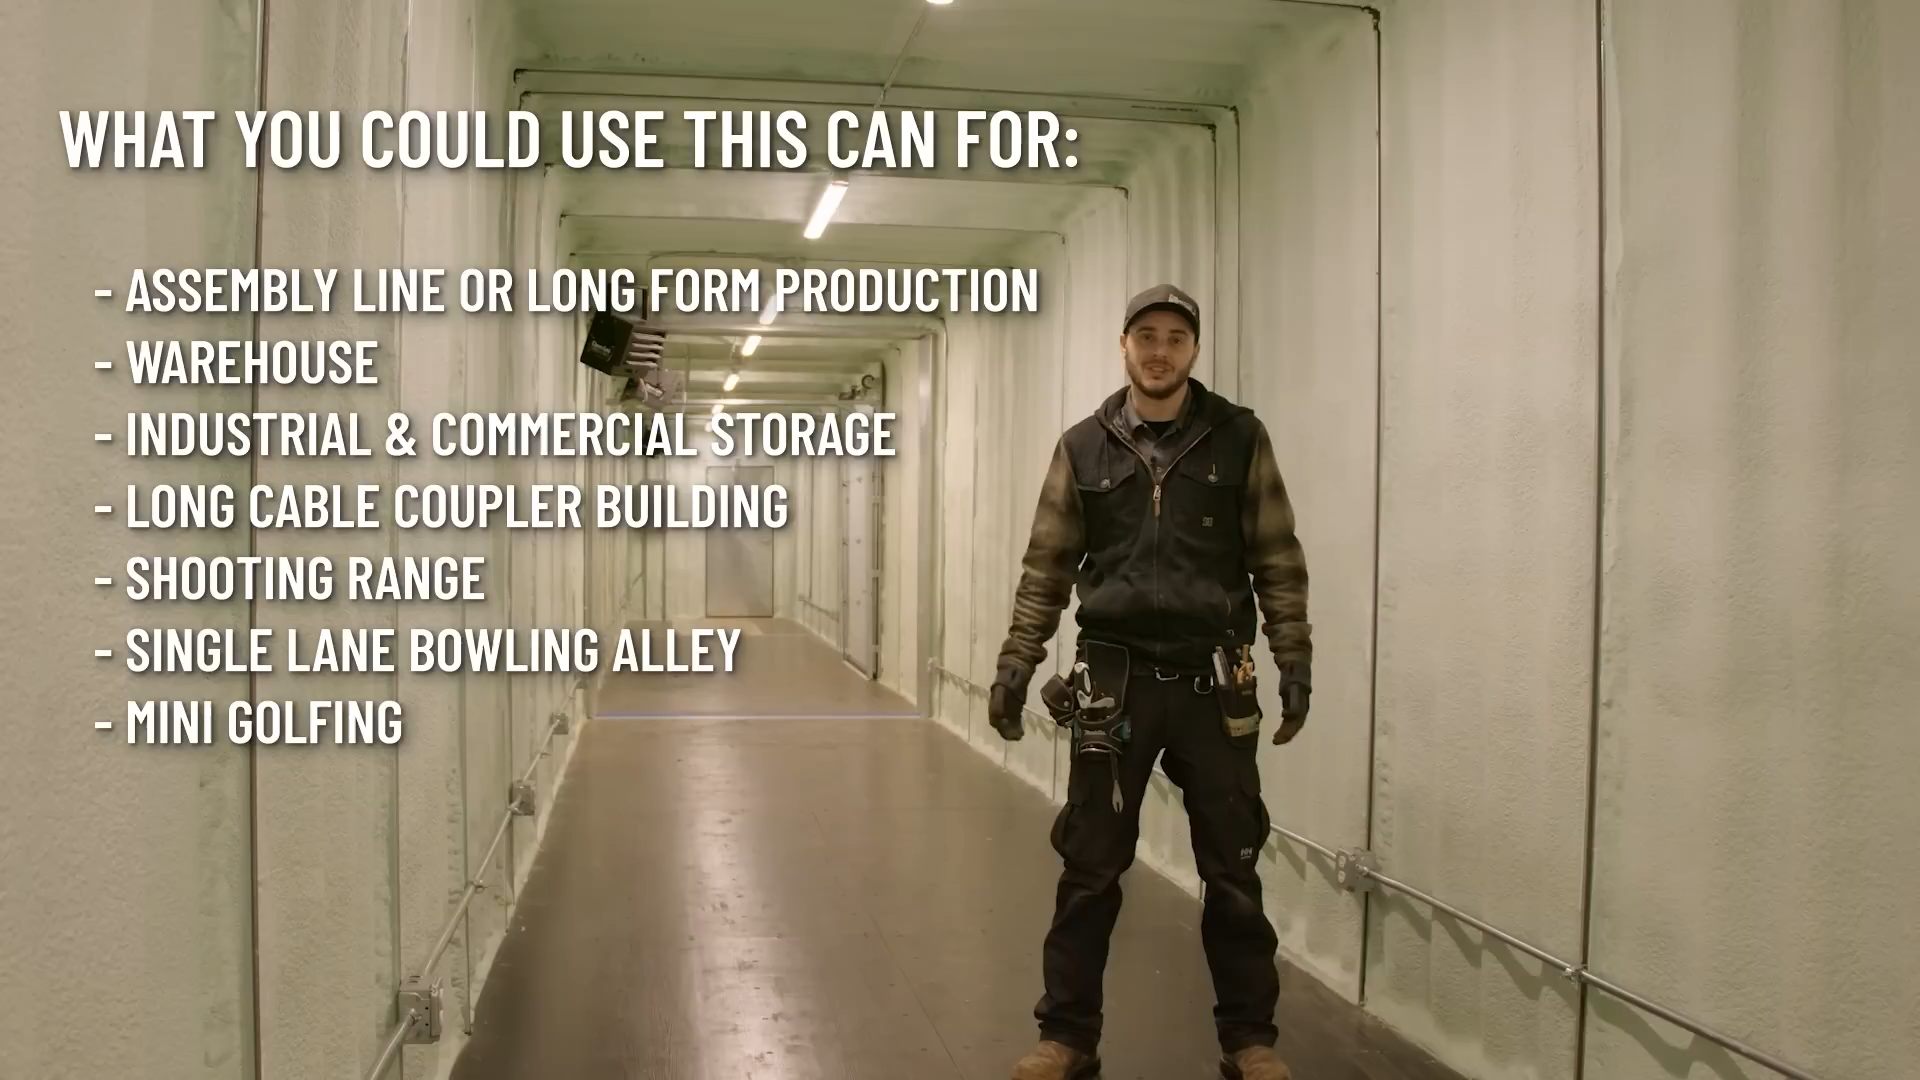 WHAT YOU COULD USE THIS CAN FOR:
- ASSEMBLY LINE OR LONG FORM PRODUCTION
- WAREHOUSE
- INDUSTRIAL & COMMERCIAL STORAGE
- LONG CABLE COUPLER BUILDING
- SHOOTING RANGE
- SINGLE LANE BOWLING ALLEY
- MINI GOLFING
HH